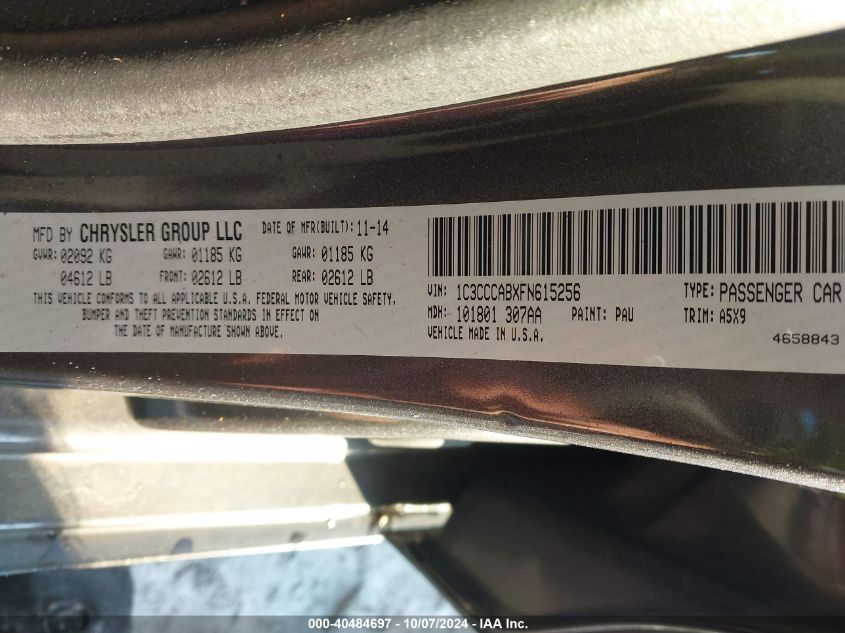 MFD BY CHRYSLER GROUP LLC DATE OF MFR(BUILT): 11-14
GVWR: 02092 KG GAWR: 01185 KG GAWR: 01185 KG
04612 LB FRONT: 02612 LB REAR: 02612 LB
THIS VEHICLE CONFORMS TO ALL APPLICABLE U.S.A. FEDERAL MOTOR VEHICLE SAFETY,
BUMPER AND THEFT PREVENTION STANDARDS IN EFFECT ON
THE DATE OF MANUFACTURE SHOWN ABOVE.
VIN: 1C3CCCABXFN615256 TYPE: PASSENGER CAR
MDH: 101801 307AA PAINT: PAU TRIM: A5X9
VEHICLE MADE IN U.S.A.
4658843
000-40484697 - 10/07/2024 - IAA Inc.